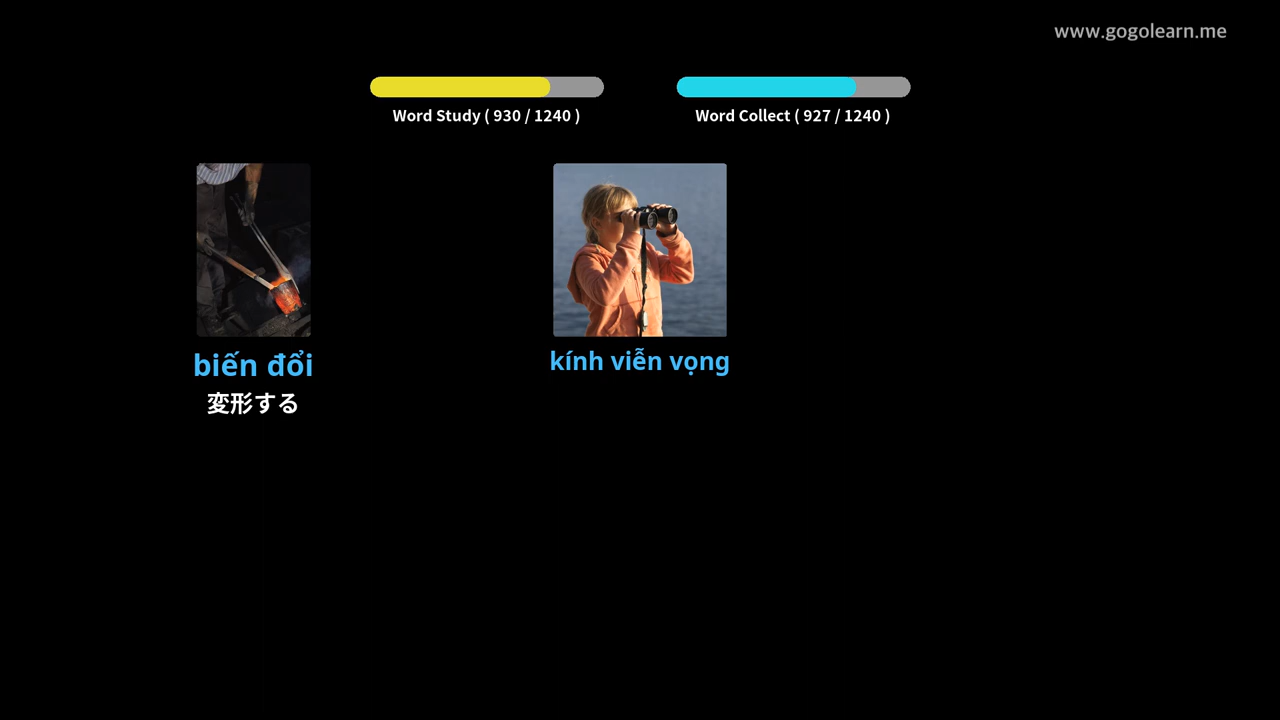 www.gogolearn.me
Word Study ( 930 / 1240 )
Word Collect ( 927 / 1240 )
biến đổi
変形する
kính viễn vọng